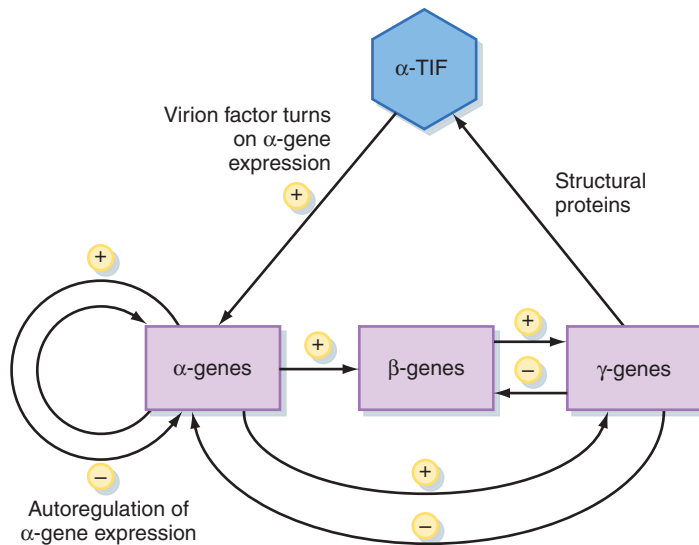 α-TIF
Virion factor turns
on α-gene
expression
+
Structural
proteins
+
α-genes
+
β-genes
+
−
γ-genes
−
+
−
Autoregulation of
α-gene expression